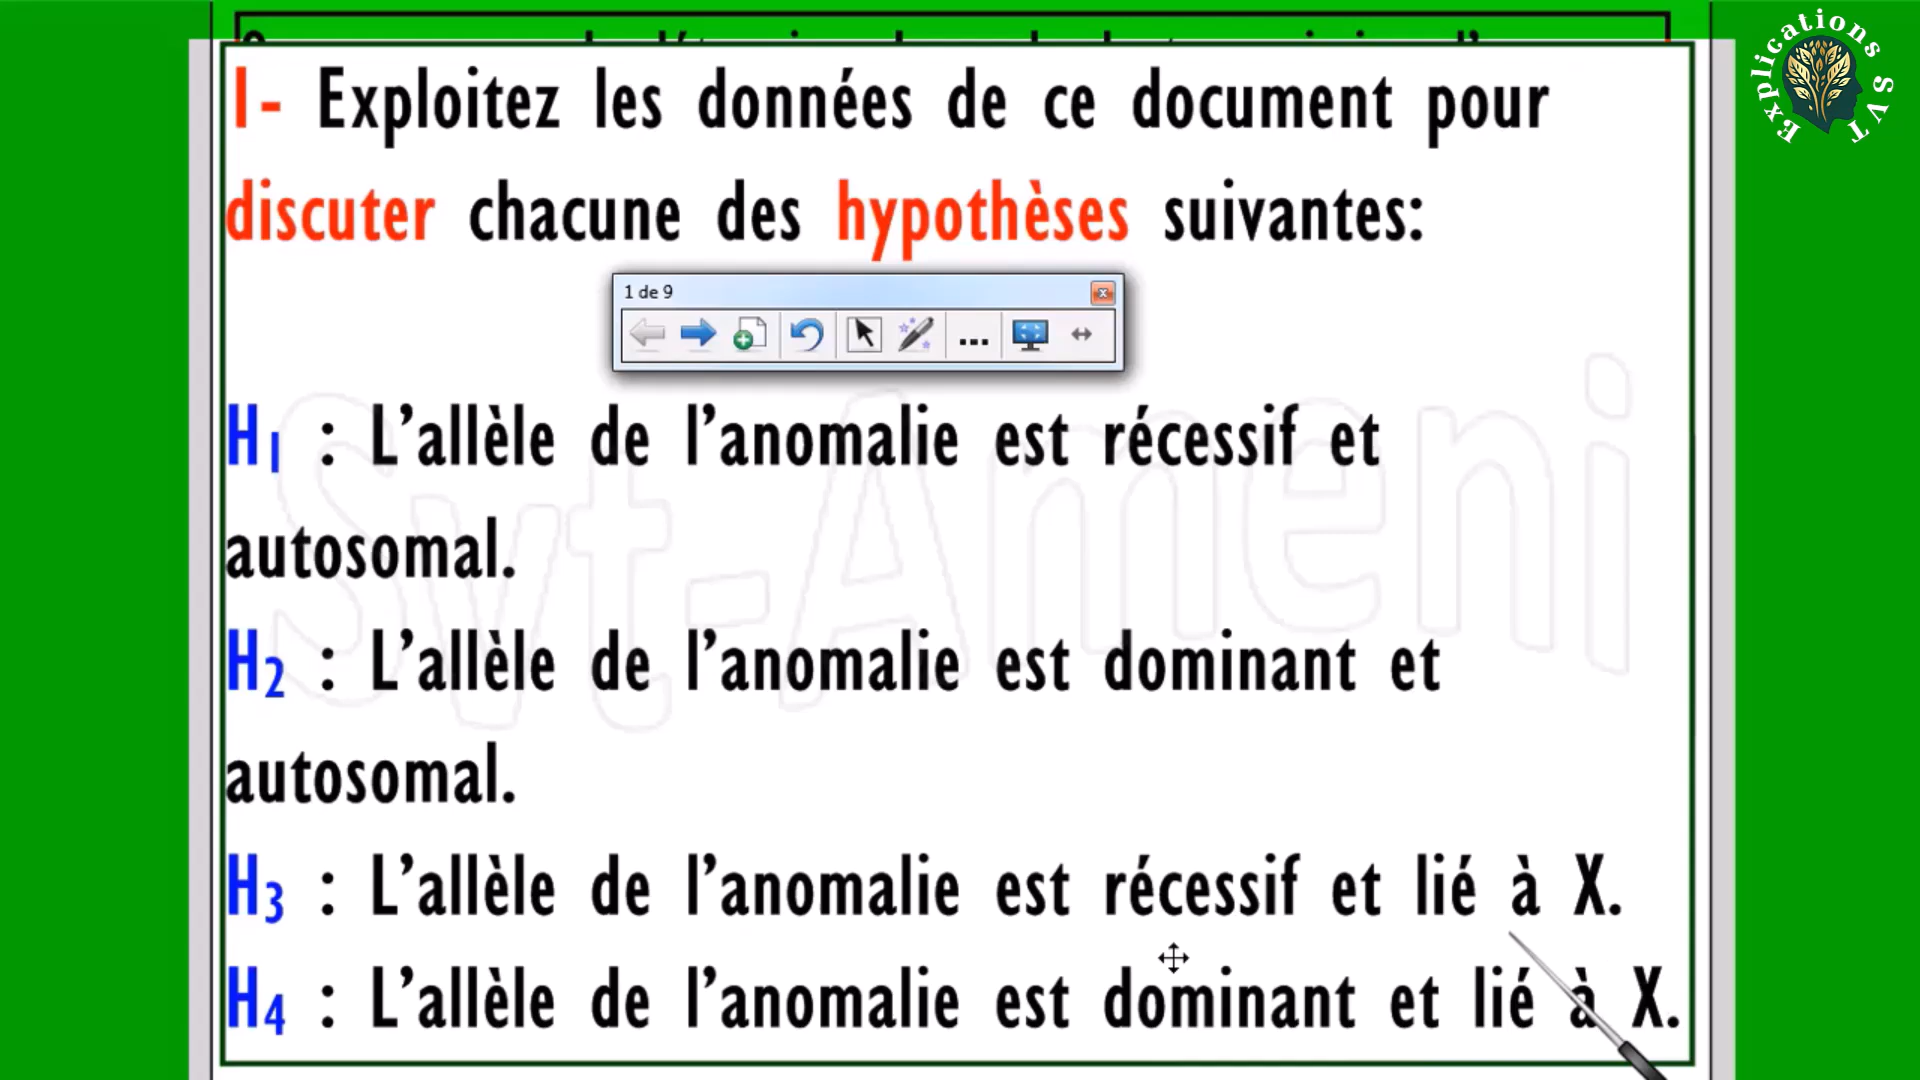 Explications SVT
1- Exploitez les données de ce document pour
discuter chacune des hypothèses suivantes:
1 de 9
H1 : L'allèle de l'anomalie est récessif et
autosomal.
H2 : L'allèle de l'anomalie est dominant et
autosomal.
H3 : L'allèle de l'anomalie est récessif et lié à X.
H4 : L'allèle de l'anomalie est dominant et lié à X.
Svt-Ameni